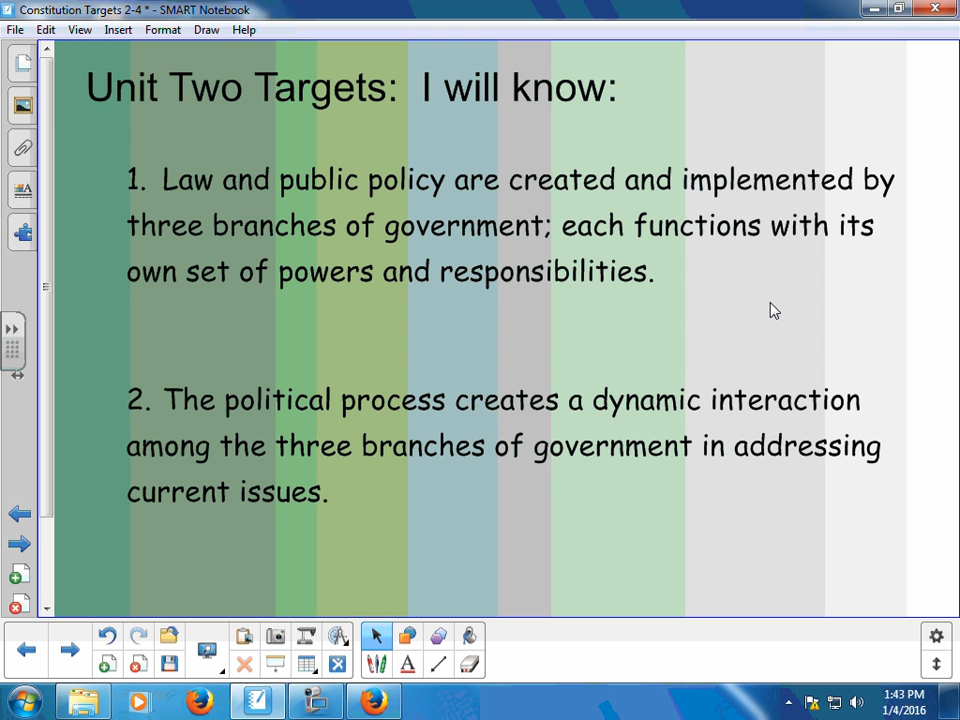 Constitution Targets 2-4 * - SMART Notebook
File Edit View Insert Format Draw Help
Unit Two Targets: I will know:
1. Law and public policy are created and implemented by
three branches of government; each functions with its
own set of powers and responsibilities.
2. The political process creates a dynamic interaction
among the three branches of government in addressing
current issues.
1:43 PM
1/4/2016